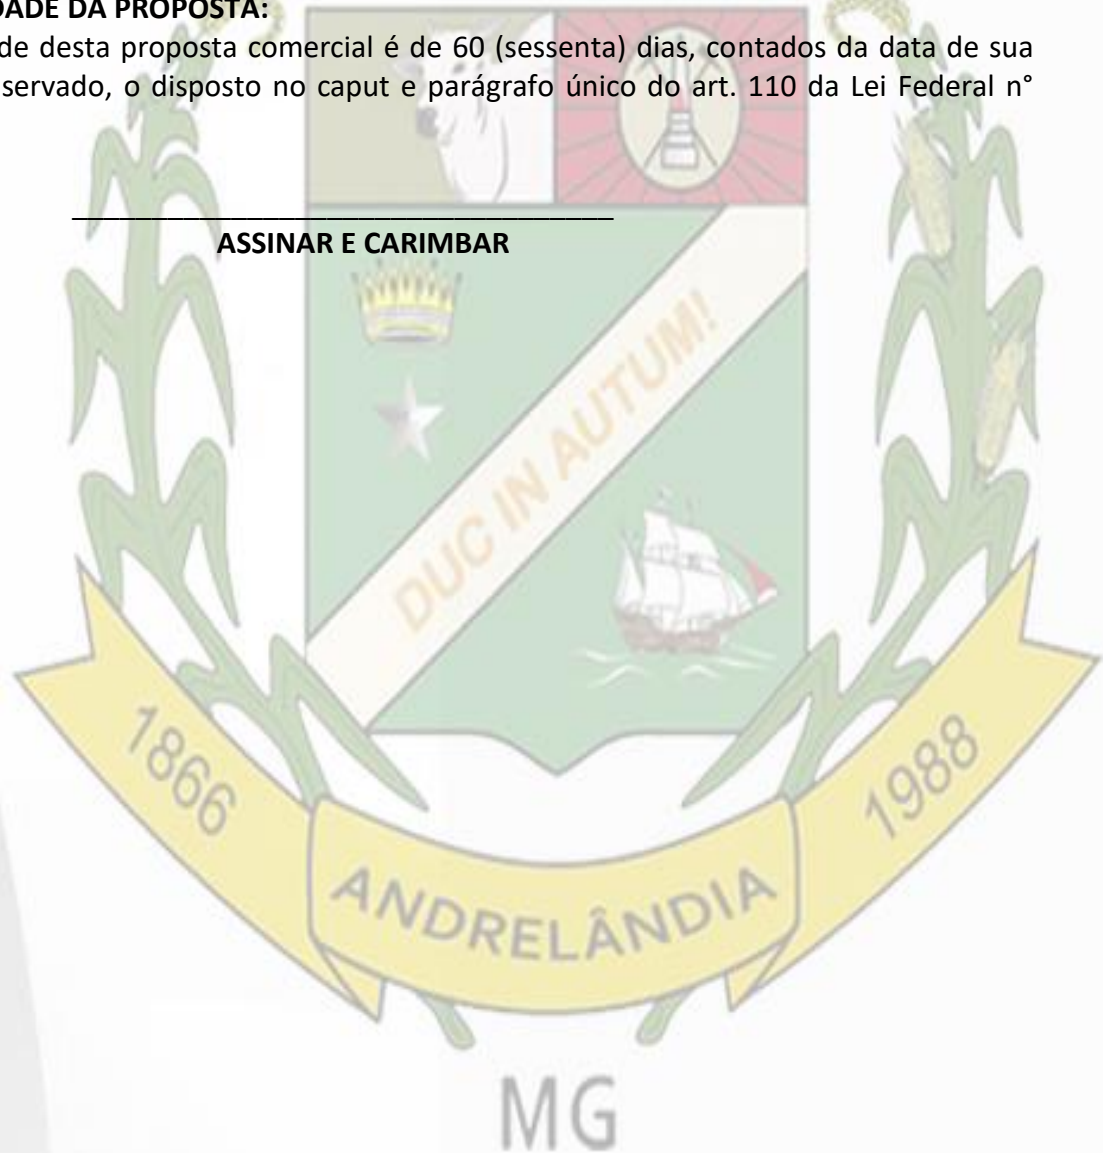 DADE DA PROPOSTA:
de desta proposta comercial é de 60 (sessenta) dias, contados da data de sua
servado, o disposto no caput e parágrafo único do art. 110 da Lei Federal n°
ASSINAR E CARIMBAR
DUC IN AUTUM!
1866
1988
ANDRELÂNDIA
MG